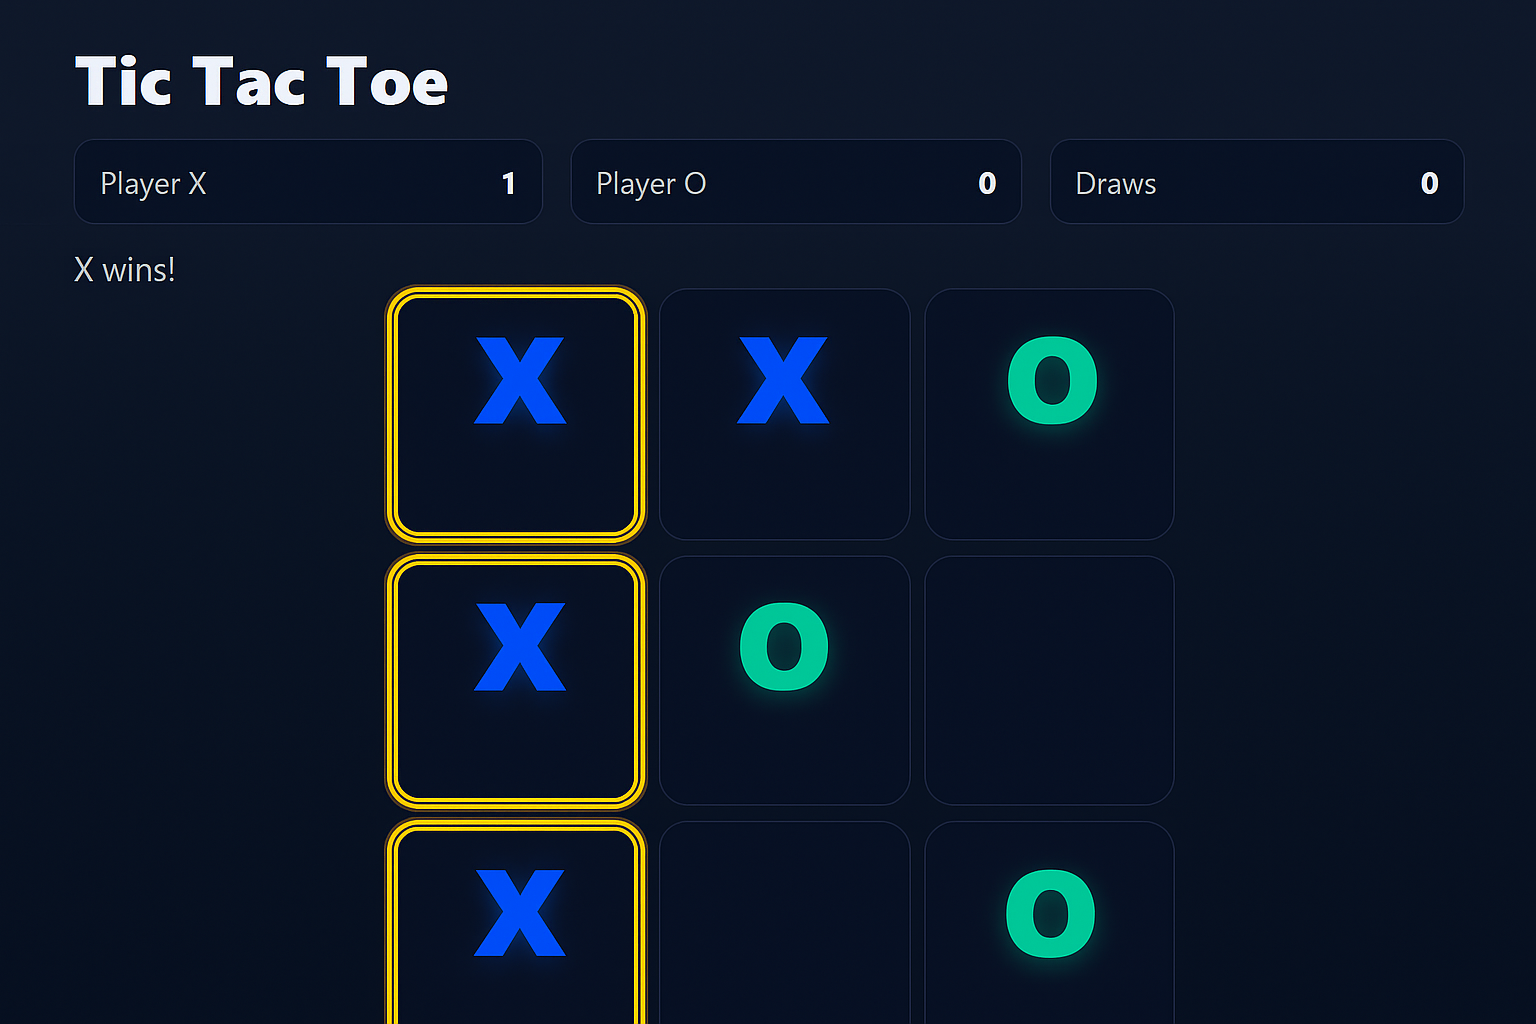 Tic Tac Toe
Player X 1 Player O 0 Draws 0
X wins!
X X O
X O
X O